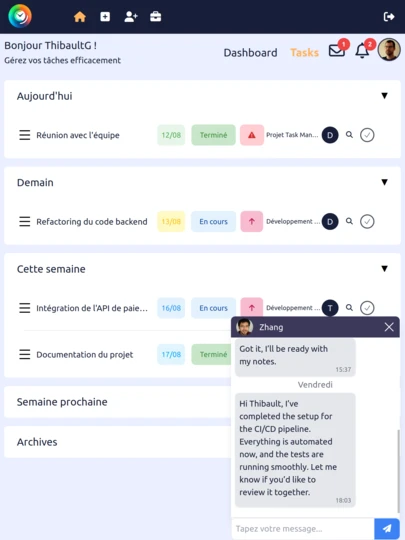 Bonjour ThibaultG !
Gérez vos tâches efficacement
Dashboard
Tasks
1
2
Aujourd'hui
Réunion avec l'équipe 12/08 Terminé Projet Task Man... D
Demain
Refactoring du code backend 13/08 En cours Développement ... D
Cette semaine
Intégration de l'API de paie... 16/08 En cours Développement ... T
Documentation du projet 17/08 Terminé
Semaine prochaine
Archives
Zhang
Got it, I'll be ready with
my notes.
15:37
Vendredi
Hi Thibault, I've
completed the setup for
the CI/CD pipeline.
Everything is automated
now, and the tests are
running smoothly. Let me
know if you'd like to
review it together.
18:03
Tapez votre message...